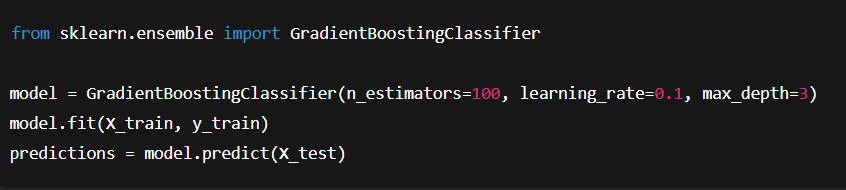 from sklearn.ensemble import GradientBoostingClassifier
model = GradientBoostingClassifier(n_estimators=100, learning_rate=0.1, max_depth=3)
model.fit(X_train, y_train)
predictions = model.predict(X_test)